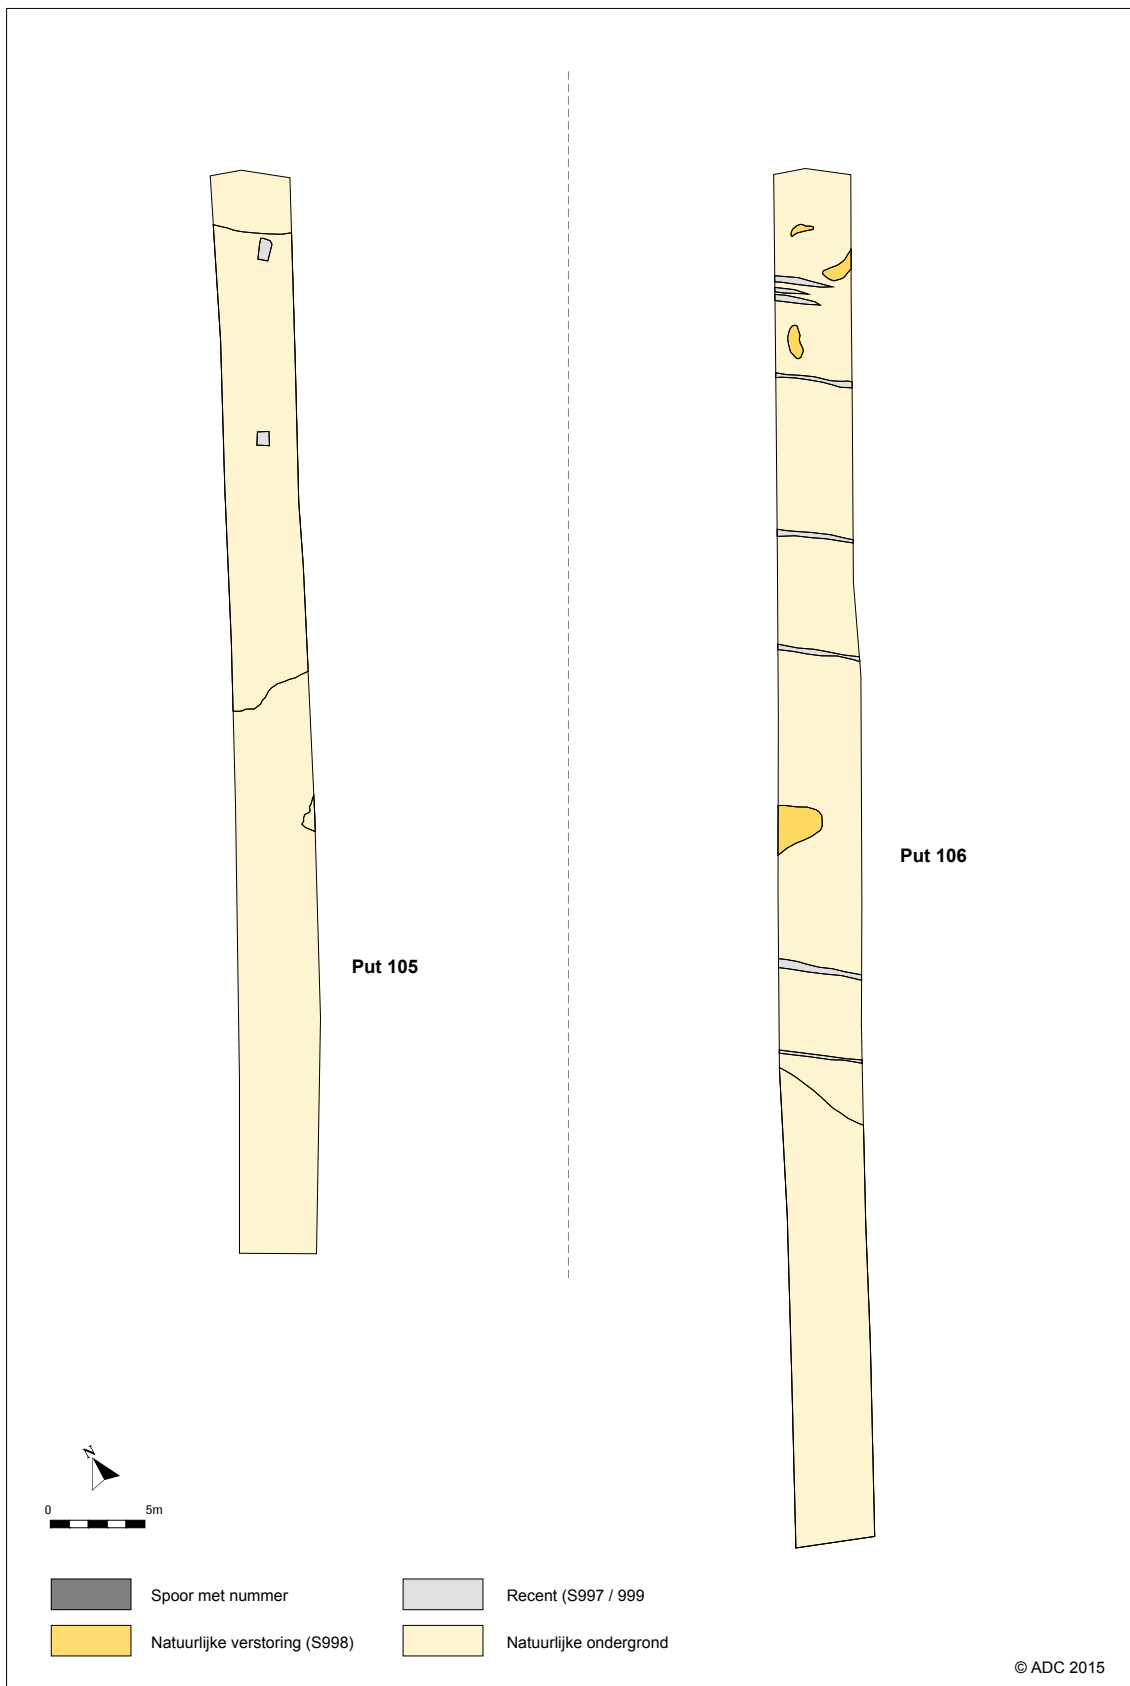 Put 106
Put 105
N
0 5m
Spoor met nummer
Recent (S997 / 999
Natuurlijke verstoring (S998)
Natuurlijke ondergrond
© ADC 2015